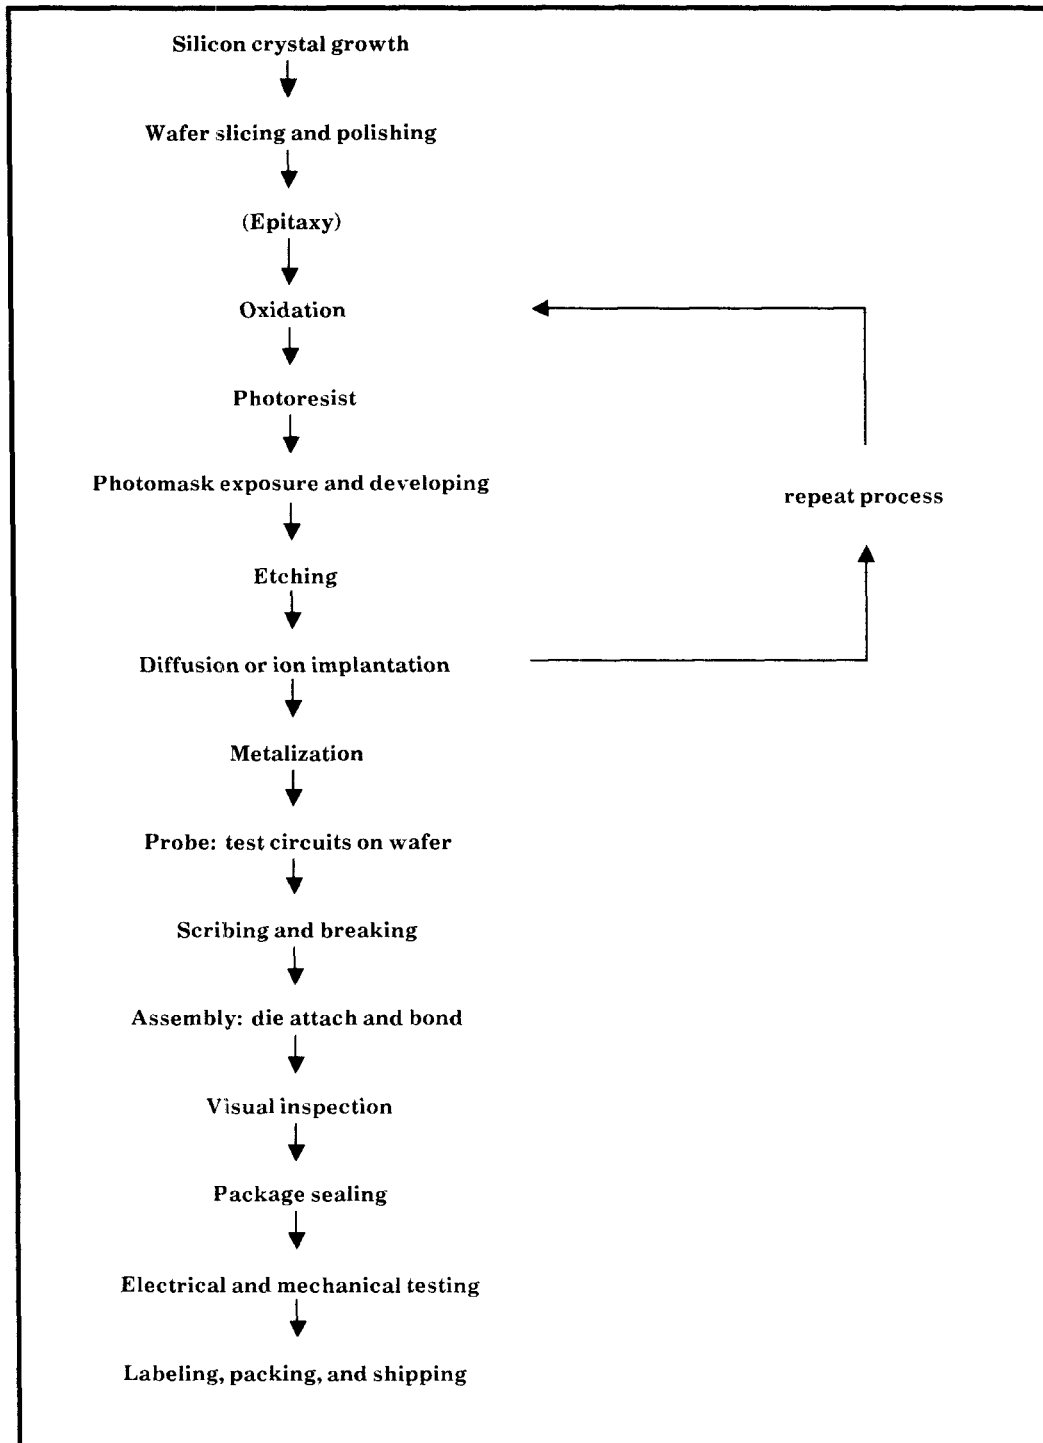 Silicon crystal growth
Wafer slicing and polishing
(Epitaxy)
Oxidation
Photoresist
Photomask exposure and developing
repeat process
Etching
Diffusion or ion implantation
Metalization
Probe: test circuits on wafer
Scribing and breaking
Assembly: die attach and bond
Visual inspection
Package sealing
Electrical and mechanical testing
Labeling, packing, and shipping